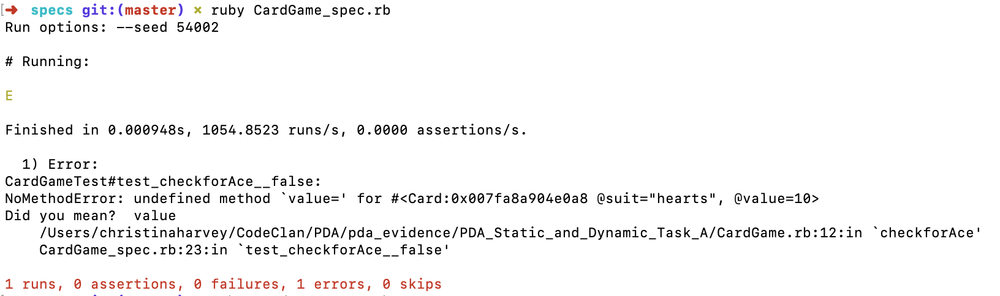 ➜  specs git:(master) ✗ ruby CardGame_spec.rb
Run options: --seed 54002
# Running:
E
Finished in 0.000948s, 1054.8523 runs/s, 0.0000 assertions/s.
  1) Error:
CardGameTest#test_checkforAce__false:
NoMethodError: undefined method `value=' for #<Card:0x007fa8a904e0a8 @suit="hearts", @value=10>
Did you mean?  value
    /Users/christinaharvey/CodeClan/PDA/pda_evidence/PDA_Static_and_Dynamic_Task_A/CardGame.rb:12:in `checkforAce'
    CardGame_spec.rb:23:in `test_checkforAce__false'
1 runs, 0 assertions, 0 failures, 1 errors, 0 skips